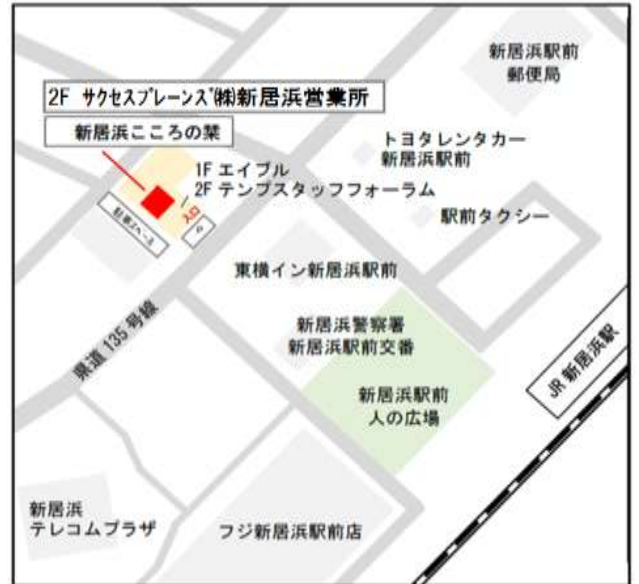 新居浜駅前
郵便局
2F サクセスブレーンズ㈱新居浜営業所
新居浜こころの栞
トヨタレンタカー
新居浜駅前
1F エイブル
2F テンプスタッフフォーラム
入口
駅前タクシー
東横イン新居浜駅前
新居浜警察署
新居浜駅前交番
県道 135 号線
JR 新居浜駅
新居浜駅前
人の広場
新居浜
テレコムプラザ
フジ新居浜駅前店